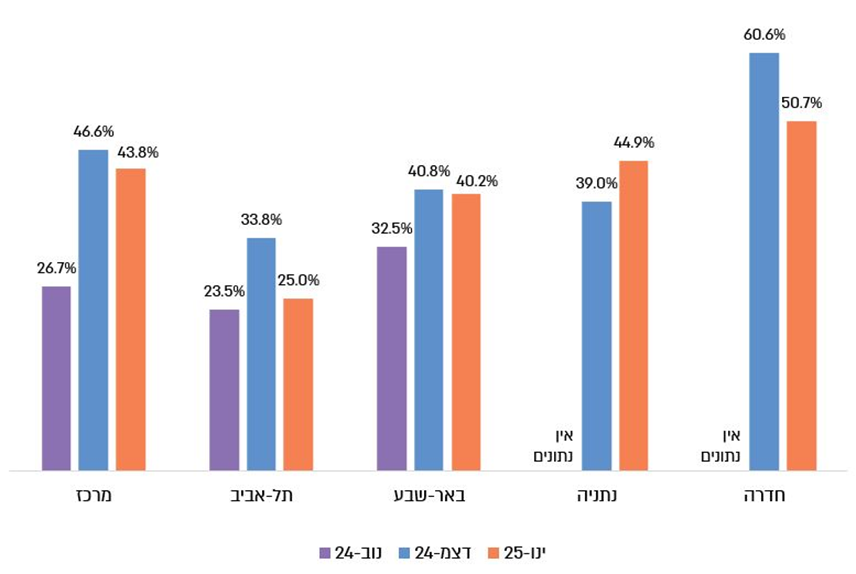 60.6%
50.7%
46.6%
43.8%
44.9%
40.8%
40.2%
39.0%
33.8%
32.5%
26.7%
23.5%
25.0%
אין
נתונים
אין
נתונים
מרכז
תל-אביב
באר-שבע
נתניה
חדרה
נוב-24
דצמ-24
ינו-25